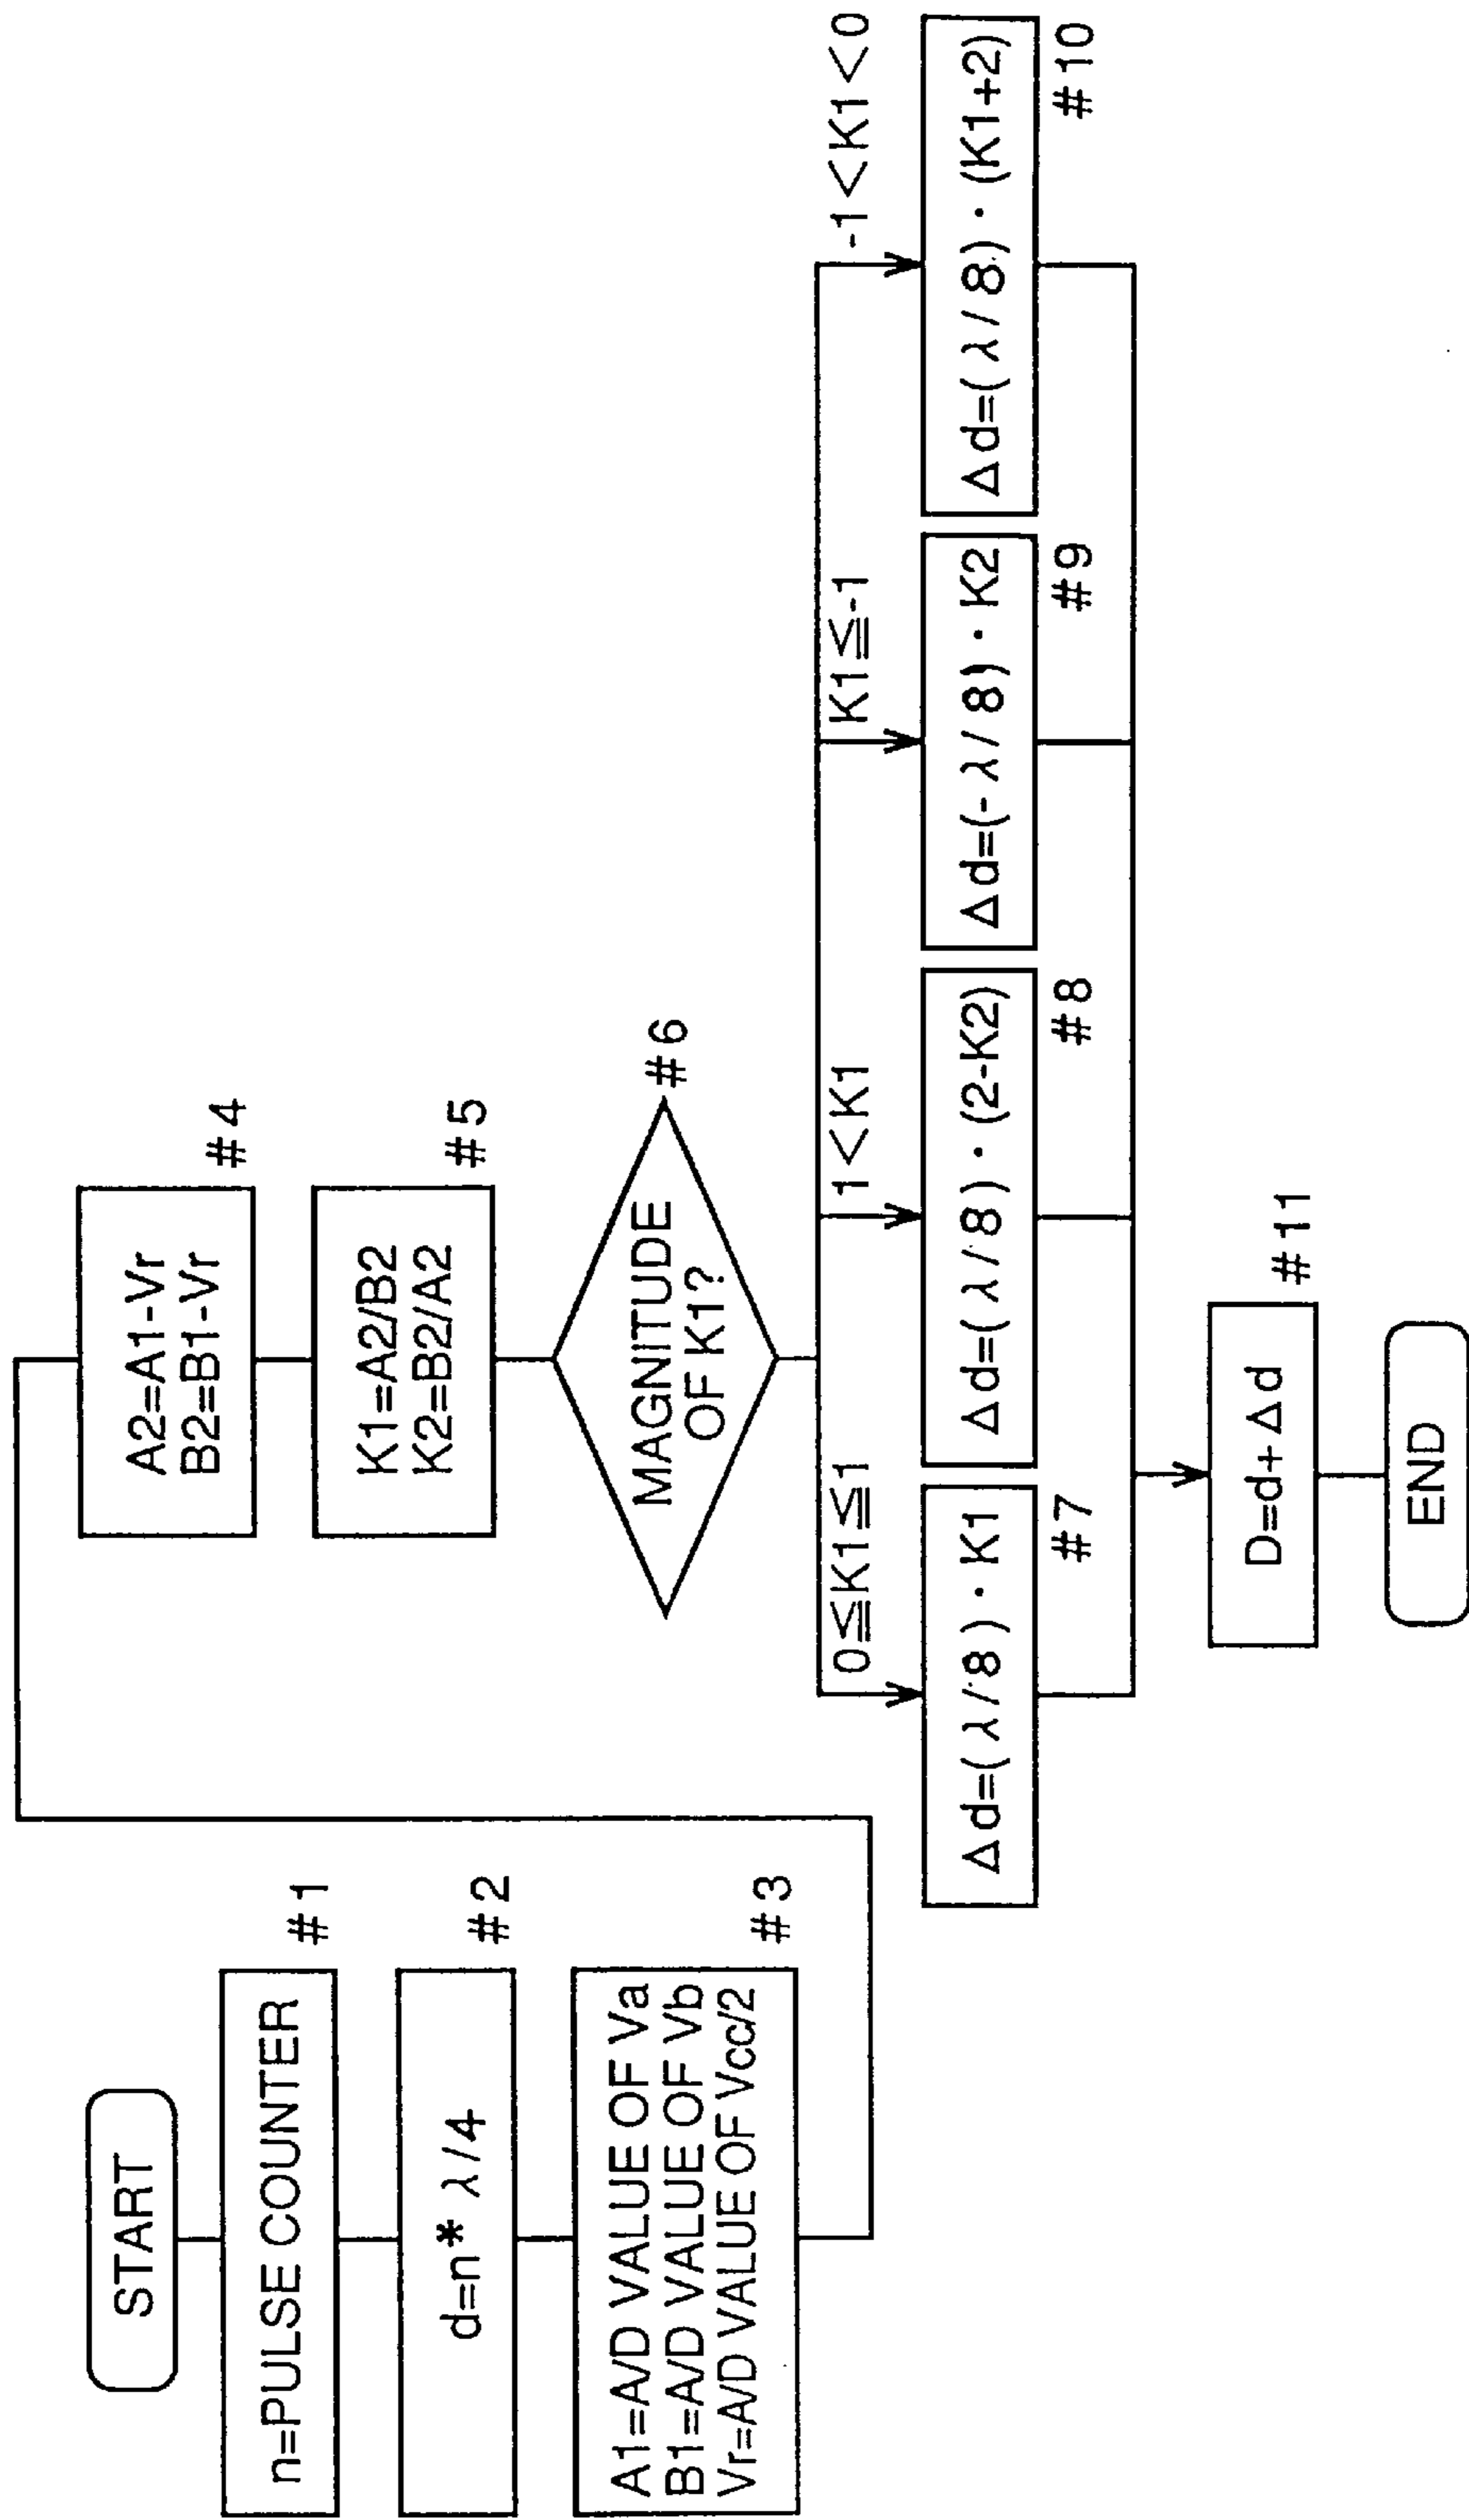 START
n=PULSE COUNTER
#1
d=n* λ/4
#2
A1=A/D VALUE OF Va
B1=A/D VALUE OF Vb
Vr=A/D VALUE OF Vcc/2
#3
A2=A1-Vr
B2=B1-Vr
#4
K1=A2/B2
K2=B2/A2
#5
MAGNITUDE
OF K1?
#6
0≦K1≦1
Δd=(λ/8)·K1
#7
1<K1
Δd=(λ/8)·(2-K2)
#8
K1≦-1
Δd=(-λ/8)·K2
#9
-1<K1<0
Δd=(λ/8)·(K1+2)
#10
D=d+Δd
#11
END